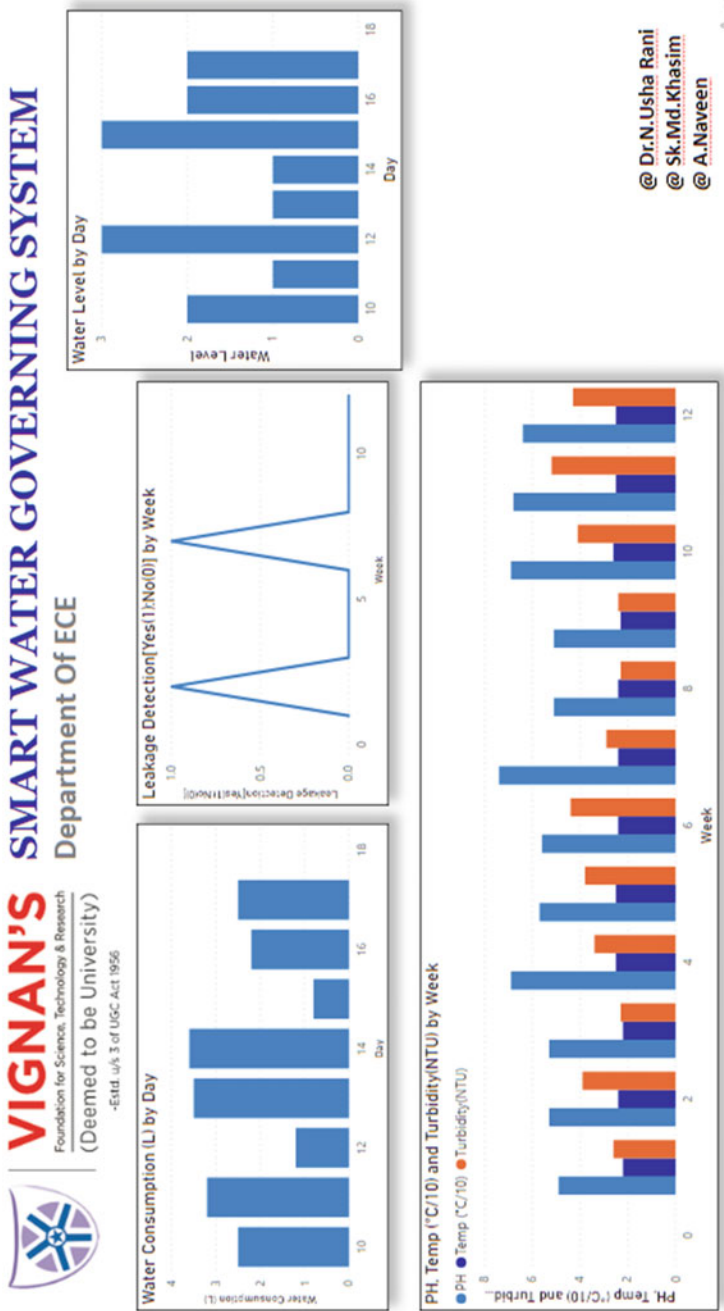 VIGNAN'S
Foundation for Science, Technology & Research
(Deemed to be University)
-Estd. u/s 3 of UGC Act 1956
SMART WATER GOVERNING SYSTEM
Department Of ECE
Water Consumption (L) by Day
Water Consumption (L)
4
3
2
1
0
10
12
14
16
18
Day
Leakage Detection[Yes(1):No(0)] by Week
Leakage Detection[Yes(1):No(0)]
1.0
0.5
0.0
0
5
10
Week
Water Level by Day
Water Level
3
2
1
0
10
12
14
16
18
Day
PH, Temp (°C/10) and Turbidity(NTU) by Week
PH
Temp (°C/10)
Turbidity(NTU)
PH, Temp (°C/10) and Turbid...
8
6
4
2
0
0
2
4
6
8
10
12
Week
@ Dr.N.Usha Rani
@ Sk.Md.Khasim
@ A.Naveen